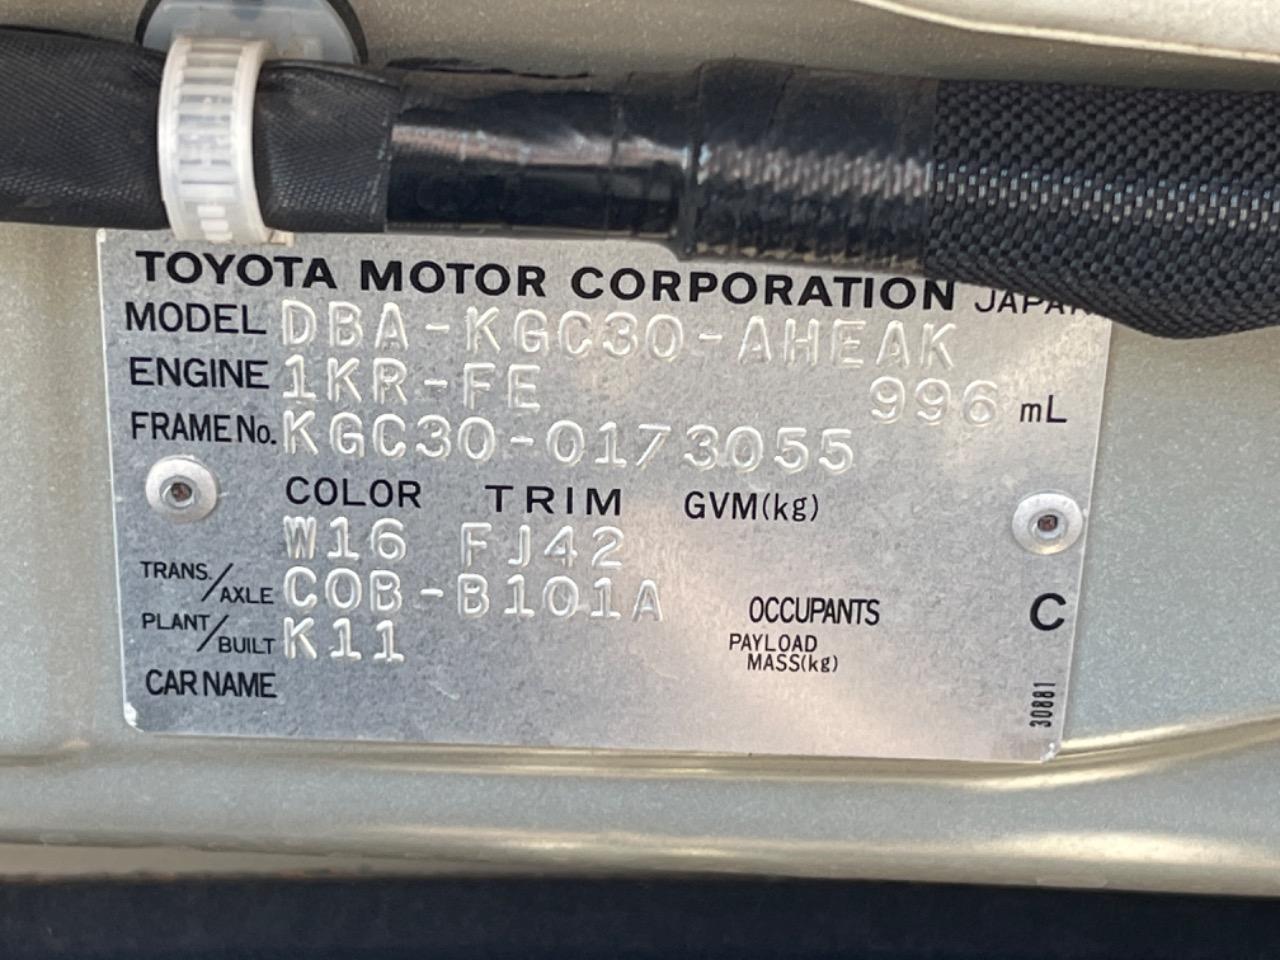 TOYOTA MOTOR CORPORATION JAPAN
MODEL DBA-KGC30-AHEAK
ENGINE 1KR-FE 996 mL
FRAME No. KGC30-0173055
COLOR TRIM GVM(kg)
W16 FJ42
TRANS./AXLE C0B-B101A
OCCUPANTS C
PLANT/BUILT K11
PAYLOAD
MASS(kg)
CAR NAME
30881